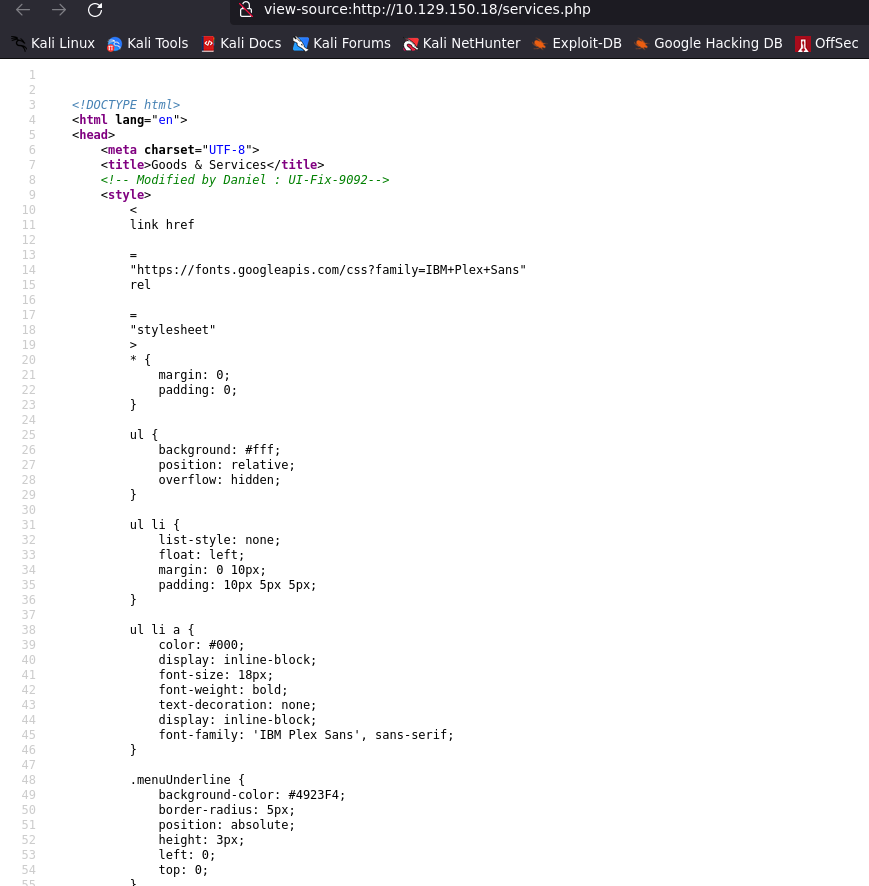 view-source:http://10.129.150.18/services.php
Kali Linux Kali Tools Kali Docs Kali Forums Kali NetHunter Exploit-DB Google Hacking DB OffSec
1
2
3 <!DOCTYPE html>
4 <html lang="en">
5 <head>
6 <meta charset="UTF-8">
7 <title>Goods & Services</title>
8 <!-- Modified by Daniel : UI-Fix-9092-->
9 <style>
10 <
11 link href
12
13 =
14 "https://fonts.googleapis.com/css?family=IBM+Plex+Sans"
15 rel
16
17 =
18 "stylesheet"
19 >
20 * {
21 margin: 0;
22 padding: 0;
23 }
24
25 ul {
26 background: #fff;
27 position: relative;
28 overflow: hidden;
29 }
30
31 ul li {
32 list-style: none;
33 float: left;
34 margin: 0 10px;
35 padding: 10px 5px 5px;
36 }
37
38 ul li a {
39 color: #000;
40 display: inline-block;
41 font-size: 18px;
42 font-weight: bold;
43 text-decoration: none;
44 display: inline-block;
45 font-family: 'IBM Plex Sans', sans-serif;
46 }
47
48 .menuUnderline {
49 background-color: #4923F4;
50 border-radius: 5px;
51 position: absolute;
52 height: 3px;
53 left: 0;
54 top: 0;
55 }